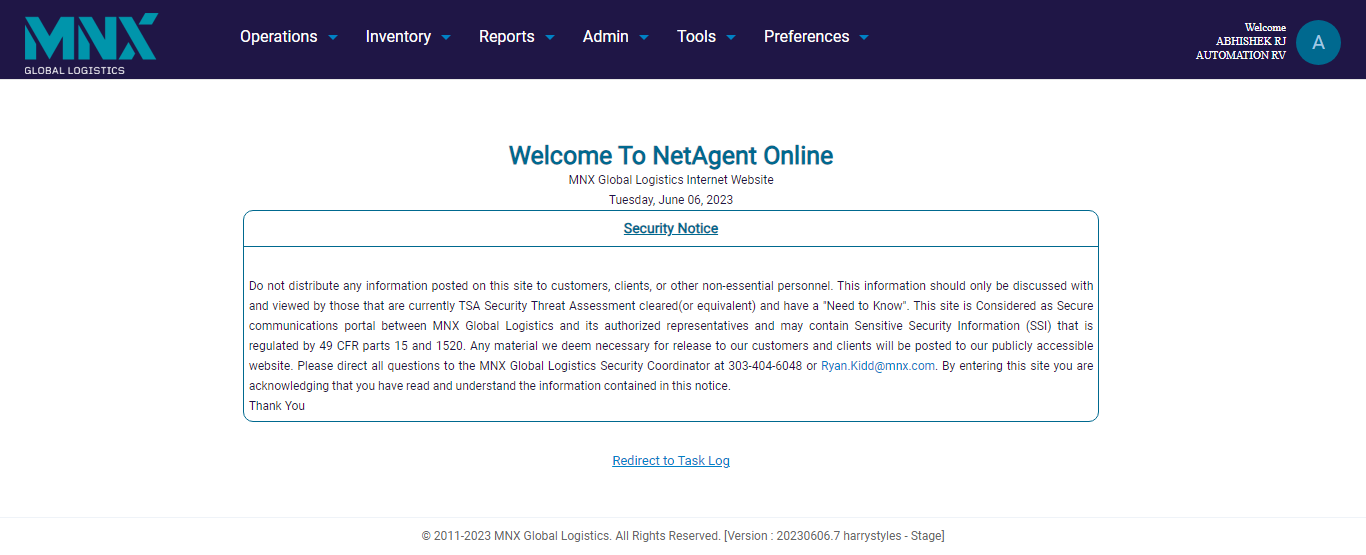 MNX
GLOBAL LOGISTICS
Operations
Inventory
Reports
Admin
Tools
Preferences
Welcome
ABHISHEK RJ
AUTOMATION RV
A
Welcome To NetAgent Online
MNX Global Logistics Internet Website
Tuesday, June 06, 2023
Security Notice
Do not distribute any information posted on this site to customers, clients, or other non-essential personnel. This information should only be discussed with
and viewed by those that are currently TSA Security Threat Assessment cleared(or equivalent) and have a "Need to Know". This site is Considered as Secure
communications portal between MNX Global Logistics and its authorized representatives and may contain Sensitive Security Information (SSI) that is
regulated by 49 CFR parts 15 and 1520. Any material we deem necessary for release to our customers and clients will be posted to our publicly accessible
website. Please direct all questions to the MNX Global Logistics Security Coordinator at 303-404-6048 or Ryan.Kidd@mnx.com. By entering this site you are
acknowledging that you have read and understand the information contained in this notice.
Thank You
Redirect to Task Log
© 2011-2023 MNX Global Logistics. All Rights Reserved. [Version : 20230606.7 harrystyles - Stage]